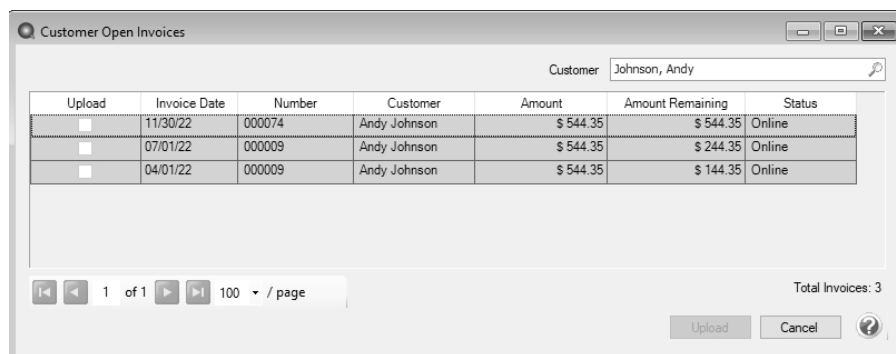 Customer Open Invoices
Customer Johnson, Andy
Upload Invoice Date Number Customer Amount Amount Remaining Status
11/30/22 000074 Andy Johnson $ 544.35 $ 544.35 Online
07/01/22 000009 Andy Johnson $ 544.35 $ 244.35 Online
04/01/22 000009 Andy Johnson $ 544.35 $ 144.35 Online
1 of 1 100 / page Total Invoices: 3
Upload Cancel ?